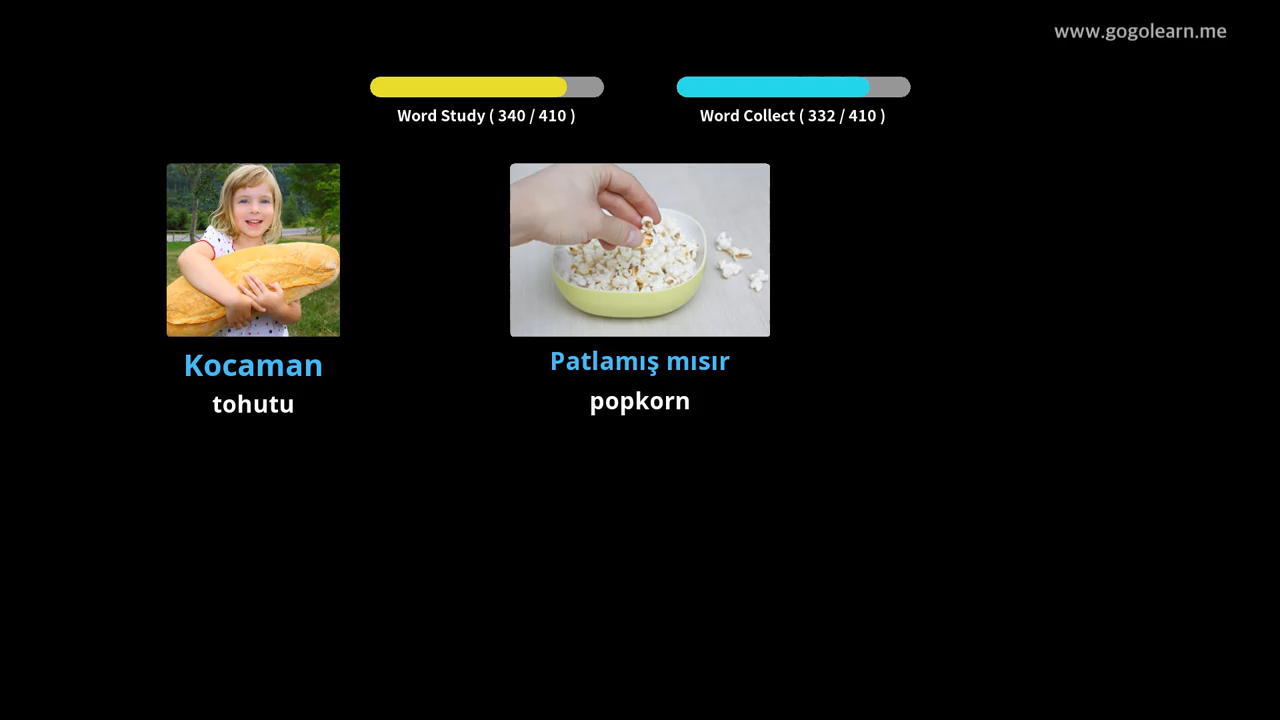 www.gogolearn.me
Word Study ( 340 / 410 )
Word Collect ( 332 / 410 )
Kocaman
tohutu
Patlamış mısır
popkorn